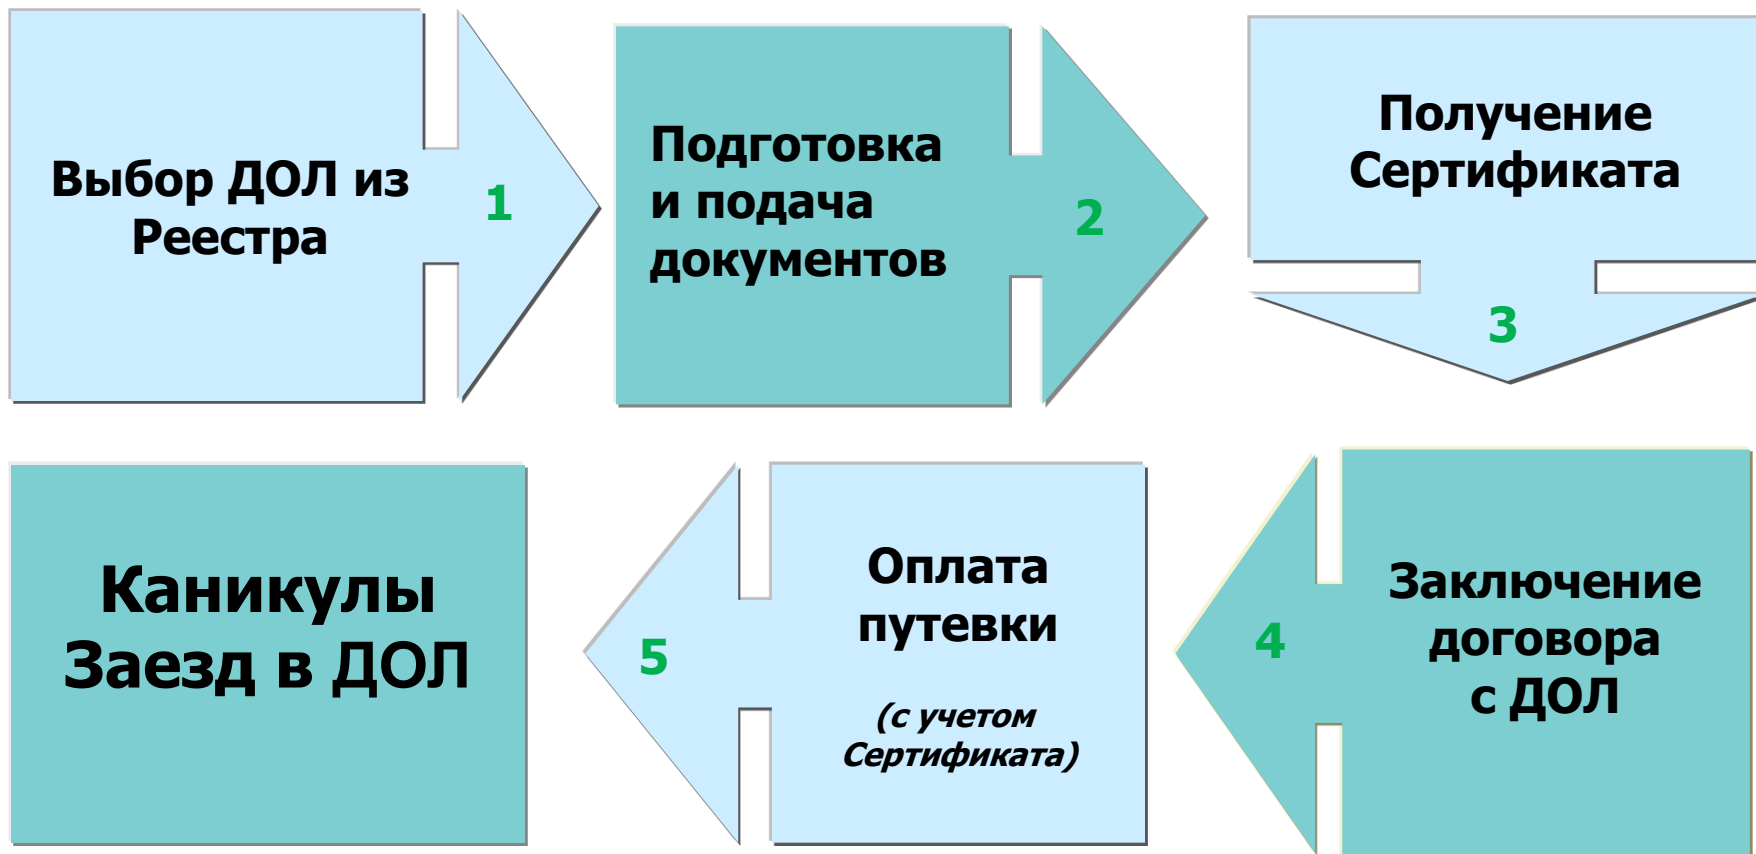 Выбор ДОЛ из
Реестра
1
Подготовка
и подача
документов
2
Получение
Сертификата
3
Заключение
договора
с ДОЛ
4
Оплата
путевки
(с учетом
Сертификата)
5
Каникулы
Заезд в ДОЛ